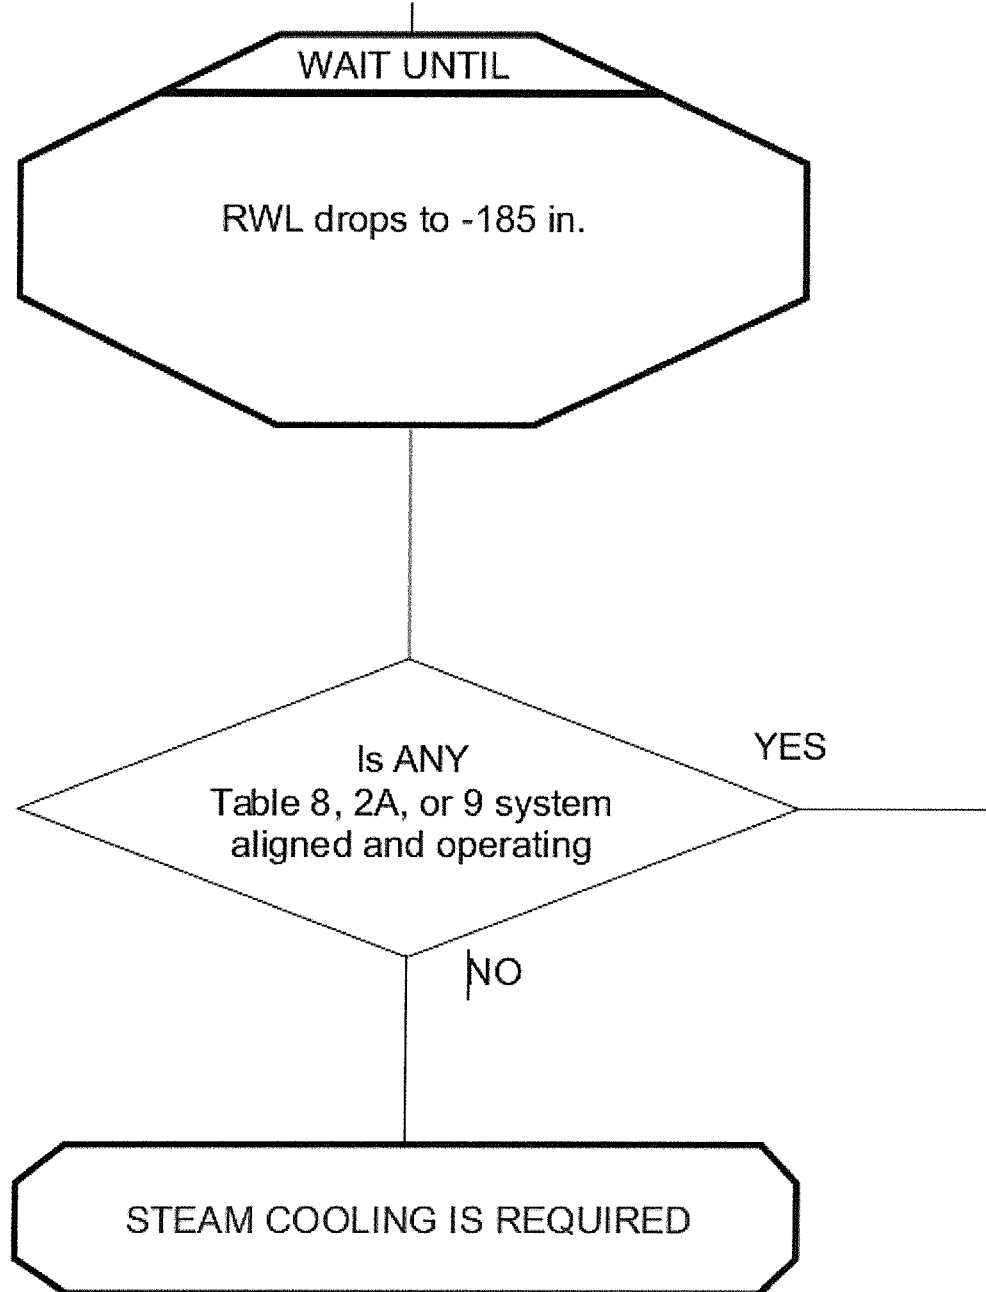 WAIT UNTIL
RWL drops to -185 in.
Is ANY
Table 8, 2A, or 9 system
aligned and operating
YES
NO
STEAM COOLING IS REQUIRED